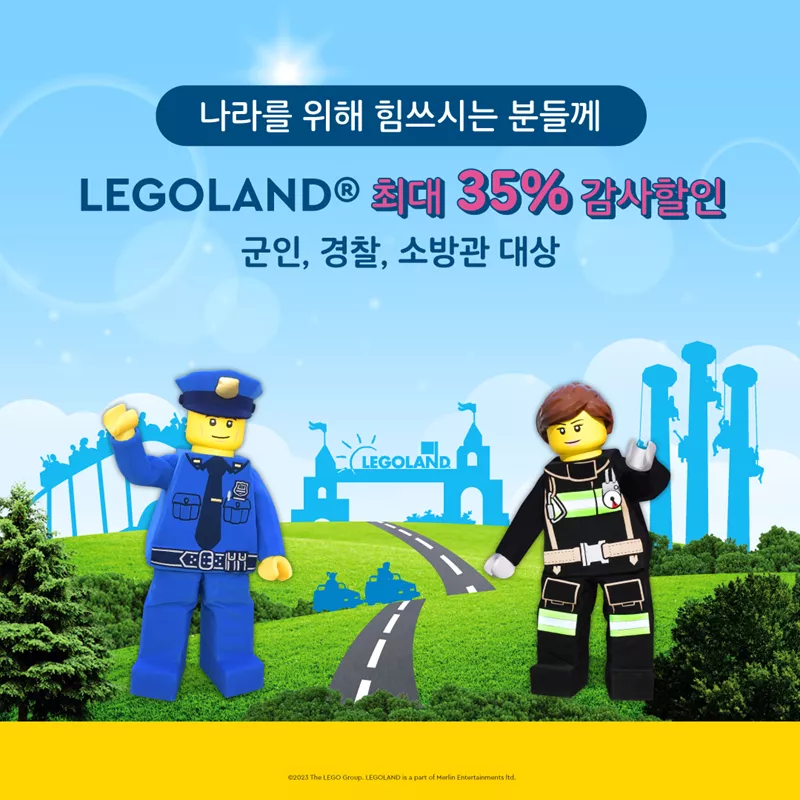 나라를 위해 힘쓰시는 분들께
LEGOLAND® 최대 35% 감사할인
군인, 경찰, 소방관 대상
LEGOLAND
©2023 The LEGO Group. LEGOLAND is a part of Merlin Entertainments ltd.